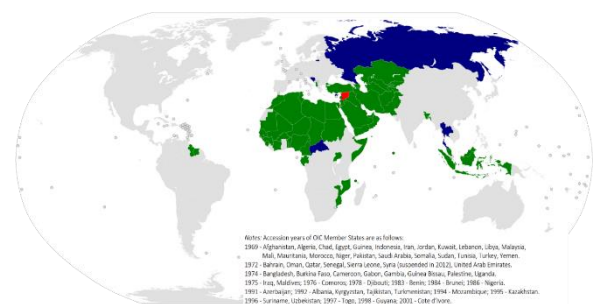 Notes: Accession years of OIC Member States are as follows:
1969 - Afghanistan, Algeria, Chad, Egypt, Guinea, Indonesia, Iran, Jordan, Kuwait, Lebanon, Libya, Malaysia,
Mali, Mauritania, Morocco, Niger, Pakistan, Saudi Arabia, Somalia, Sudan, Tunisia, Turkey, Yemen.
1972 - Bahrain, Oman, Qatar, Senegal, Sierra Leone, Syria (suspended in 2012), United Arab Emirates.
1974 - Bangladesh, Burkina Faso, Cameroon, Gabon, Gambia, Guinea Bissau, Palestine, Uganda.
1975 - Iraq, Maldives; 1976 - Comoros; 1978 - Djibouti; 1983 - Benin; 1984 - Brunei; 1986 - Nigeria.
1991 - Azerbaijan; 1992 - Albania, Kyrgyzstan, Tajikistan, Turkmenistan; 1994 - Mozambique; 1995 - Kazakhstan.
1996 - Suriname, Uzbekistan; 1997 - Togo; 1998 - Guyana; 2001 - Cote d'Ivoire.